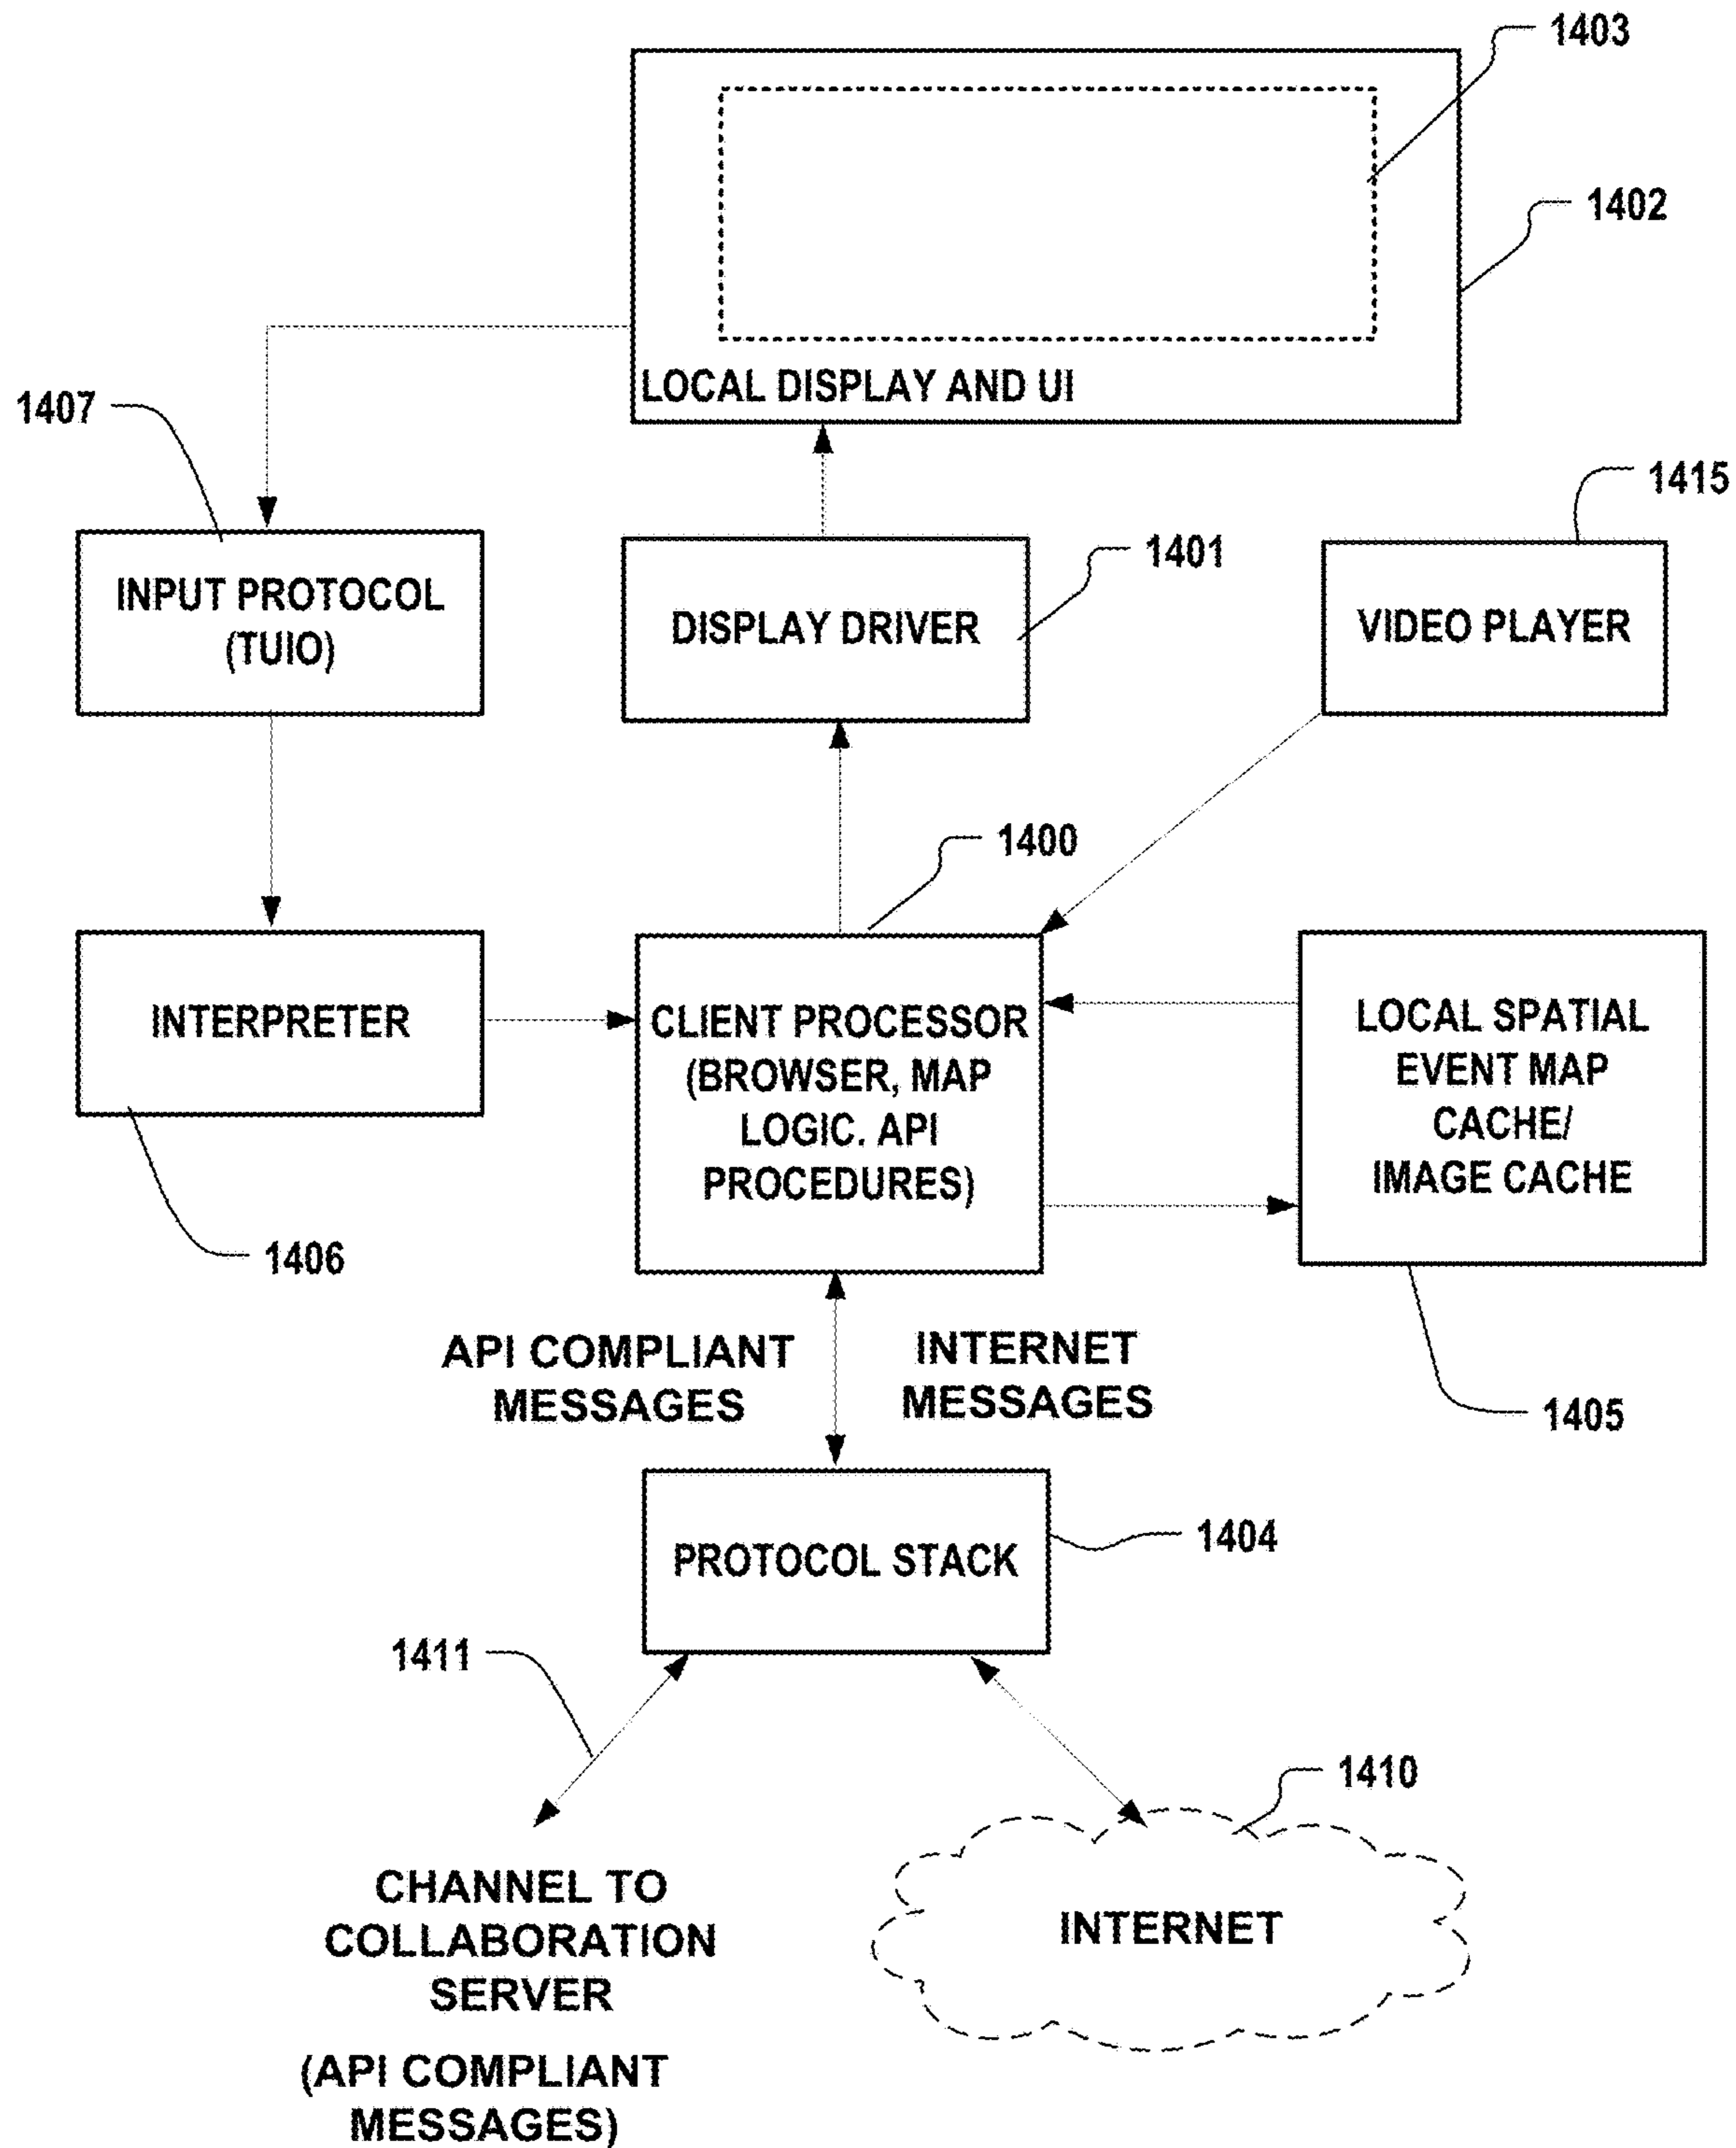 1403
1402
LOCAL DISPLAY AND UI
1407
1415
1401
INPUT PROTOCOL
(TUIO)
DISPLAY DRIVER
VIDEO PLAYER
1400
INTERPRETER
CLIENT PROCESSOR
(BROWSER, MAP
LOGIC. API
PROCEDURES)
LOCAL SPATIAL
EVENT MAP
CACHE/
IMAGE CACHE
1406
API COMPLIANT
MESSAGES
INTERNET
MESSAGES
1405
PROTOCOL STACK
1404
1411
1410
CHANNEL TO
COLLABORATION
SERVER
(API COMPLIANT
MESSAGES)
INTERNET